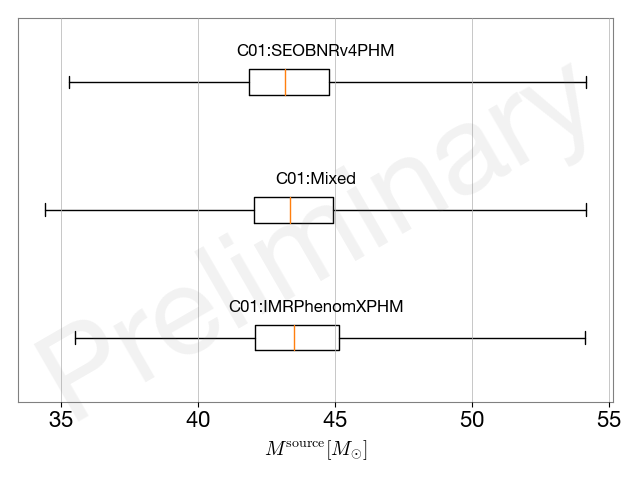 C01:SEOBNRv4PHM
C01:Mixed
C01:IMRPhenomXPHM
Preliminary
35 40 45 50 55
M^source[M_⊙]